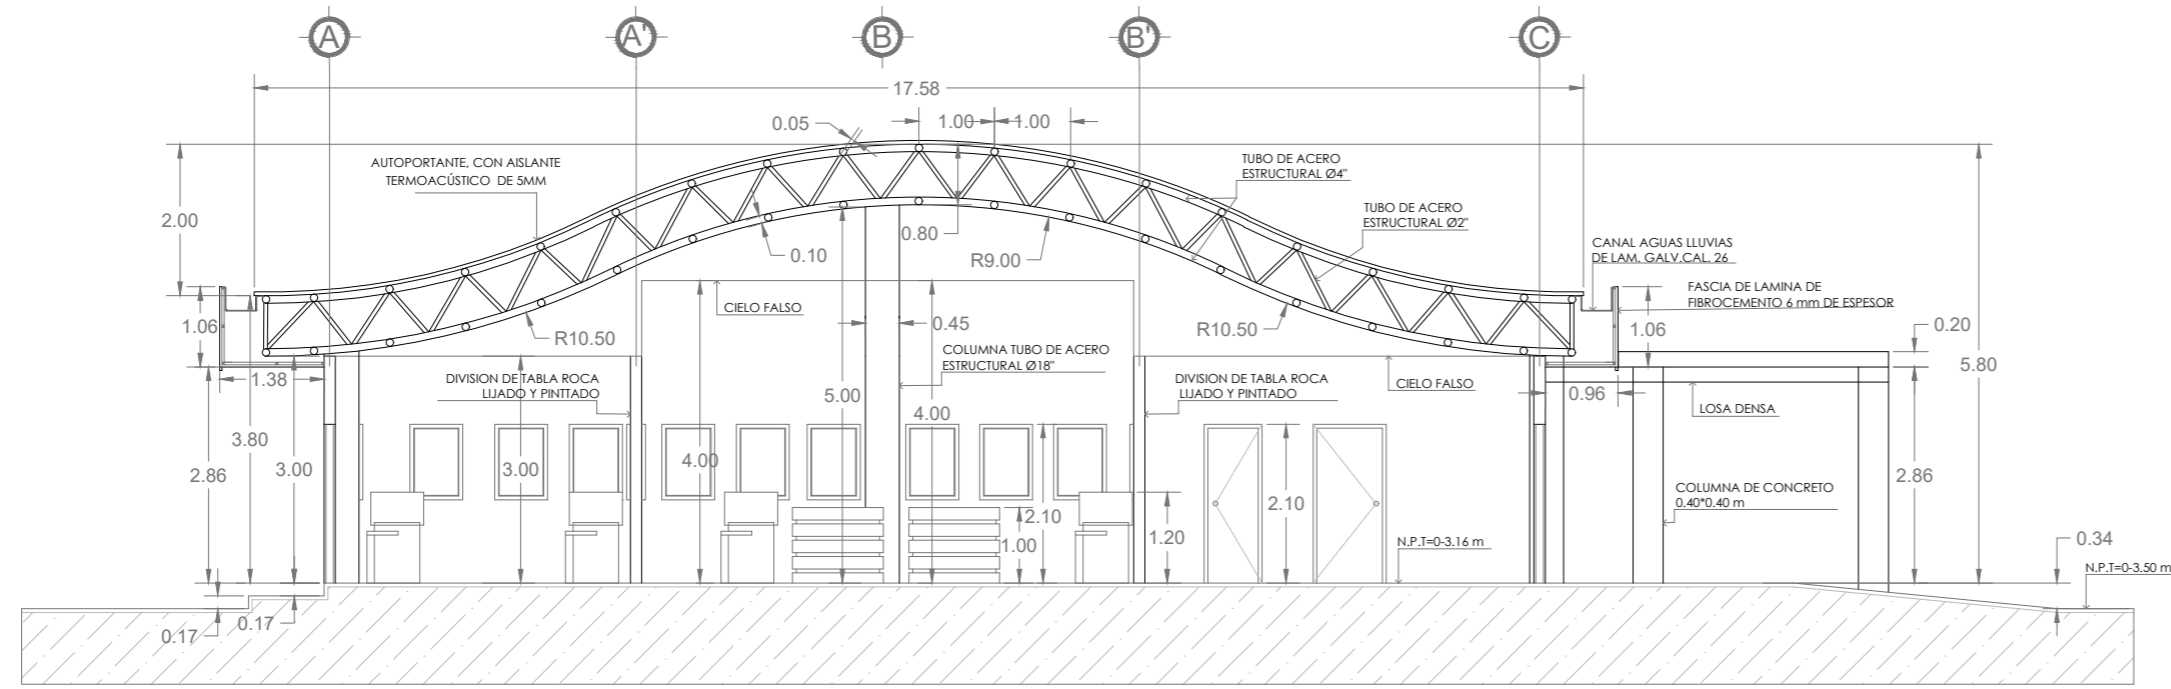 A
A'
B
B'
C
17.58
0.05
1.00
1.00
AUTOPORTANTE, CON AISLANTE
TERMOACÚSTICO DE 5MM
TUBO DE ACERO
ESTRUCTURAL Ø4"
TUBO DE ACERO
ESTRUCTURAL Ø2"
2.00
0.80
0.10
R9.00
CANAL AGUAS LLUVIAS
DE LAM. GALV.CAL. 26
FASCIA DE LAMINA DE
FIBROCEMENTO 6 mm DE ESPESOR
CIELO FALSO
1.06
R10.50
0.45
R10.50
1.06
0.20
5.80
COLUMNA TUBO DE ACERO
ESTRUCTURAL Ø18"
1.38
DIVISION DE TABLA ROCA
LIJADO Y PINTTADO
DIVISION DE TABLA ROCA
LIJADO Y PINTTADO
CIELO FALSO
0.96
LOSA DENSA
5.00
4.00
3.80
2.86
3.00
3.00
4.00
2.10
1.00
1.20
2.10
2.86
COLUMNA DE CONCRETO
0.40*0.40 m
N.P.T=0-3.16 m
0.34
N.P.T=0-3.50 m
0.17
0.17